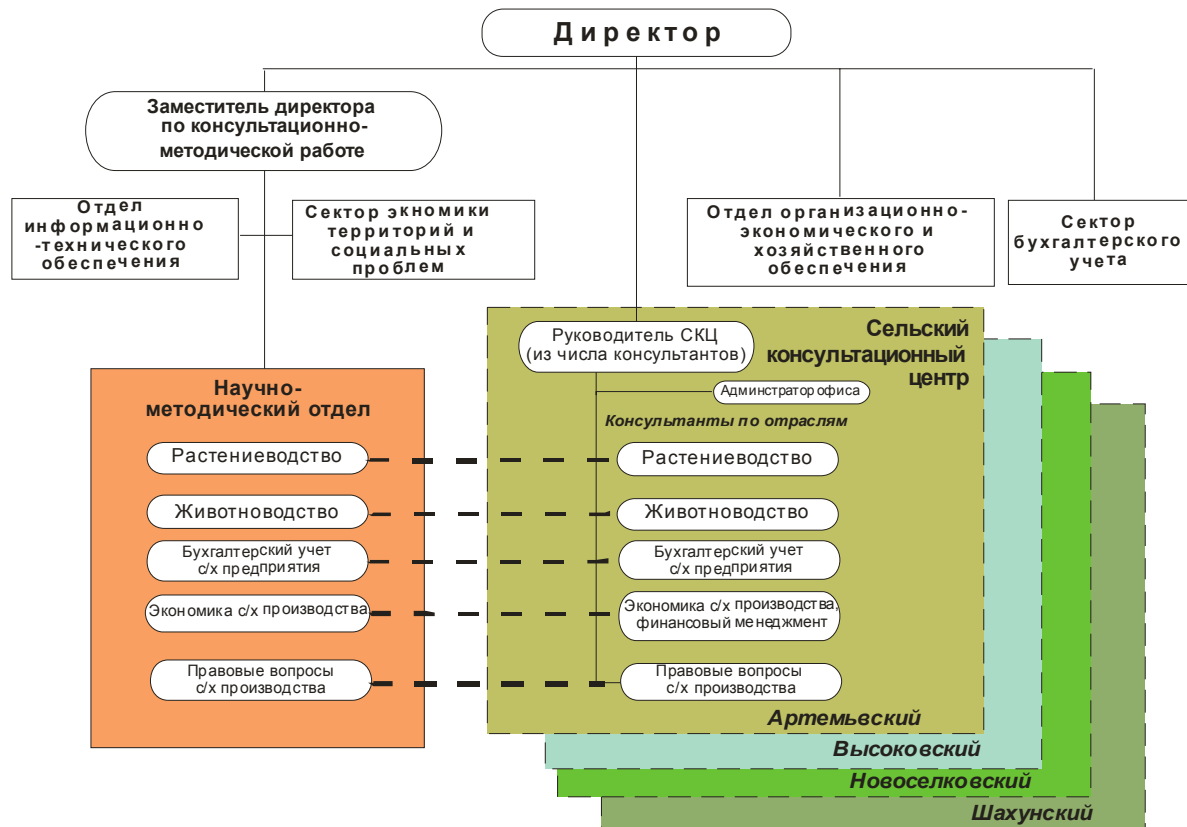 Директор
Заместитель директора
по консультационно-
методической работе
Отдел
информационно
-технического
обеспечения
Сектор экномики
территорий и
социальных
проблем
Отдел организационно-
экономического и
хозяйственного
обеспечения
Сектор
бухгалтерского
учета
Научно-
методический отдел
Растениеводство
Животноводство
Бухгалтерский учет
с/х предприятия
Экономика с/х производства
Правовые вопросы
с/х производства
Руководитель СКЦ
(из числа консультантов)
Сельский
консультационный
центр
Админстратор офиса
Консультанты по отраслям
Растениеводство
Животноводство
Бухгалтерский учет
с/х предприятия
Экономика с/х производства,
финансовый менеджмент
Правовые вопросы
с/х производства
Артемьвский
Высоковский
Новоселковский
Шахунский